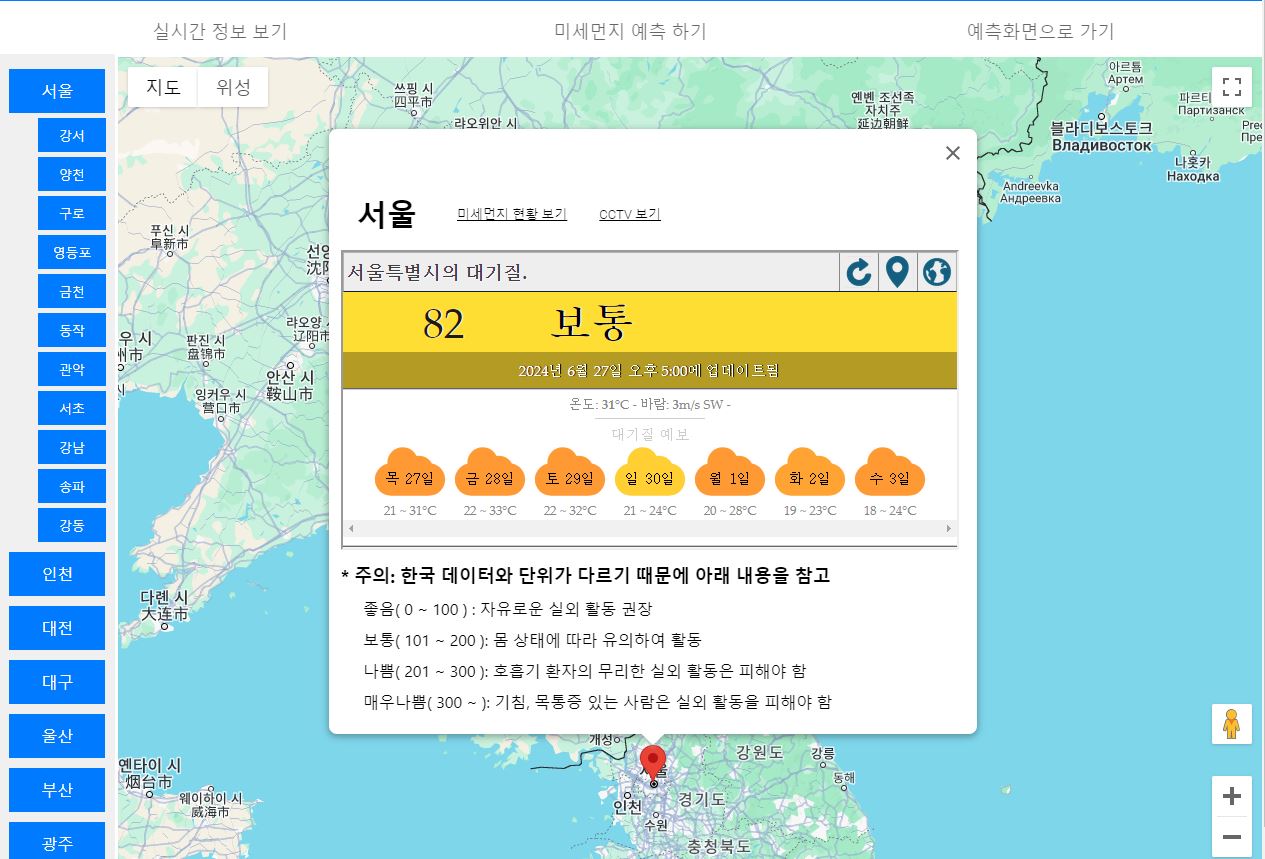 실시간 정보 보기
미세먼지 예측 하기
예측화면으로 가기
서울
강서
양천
구로
영등포
금천
동작
관악
서초
강남
송파
강동
인천
대전
대구
울산
부산
광주
지도
위성
쓰핑 시
四平市
랴오위안 시
옌볜 조선족
자치주
延边朝鲜
아르튬
Артем
파르티
Партизанск
블라디보스토크
Владивосток
나홋카
Находка
Andreevka
Андреевка
푸신 시
阜新市
선양
沈阳
랴오양 시
辽阳市
우 시
州市
판진 시
盘锦市
안산 시
鞍山市
잉커우 시
营口市
다롄 시
大连市
엔타이 시
烟台市
웨이하이 시
威海市
서울
미세먼지 현황 보기
CCTV 보기
서울특별시의 대기질.
82
보통
2024년 6월 27일 오후 5:00에 업데이트됨
온도: 31°C - 바람: 3m/s SW -
대기질 예보
목 27일
금 28일
토 29일
일 30일
월 1일
화 2일
수 3일
21 ~ 31°C
22 ~ 33°C
22 ~ 32°C
21 ~ 24°C
20 ~ 28°C
19 ~ 23°C
18 ~ 24°C
* 주의: 한국 데이터와 단위가 다르기 때문에 아래 내용을 참고
좋음( 0 ~ 100 ) : 자유로운 실외 활동 권장
보통( 101 ~ 200 ): 몸 상태에 따라 유의하여 활동
나쁨( 201 ~ 300 ): 호흡기 환자의 무리한 실외 활동은 피해야 함
매우나쁨( 300 ~ ): 기침, 목통증 있는 사람은 실외 활동을 피해야 함
개성
강원도
강릉
서울
동해
인천
경기도
수원
충청북도